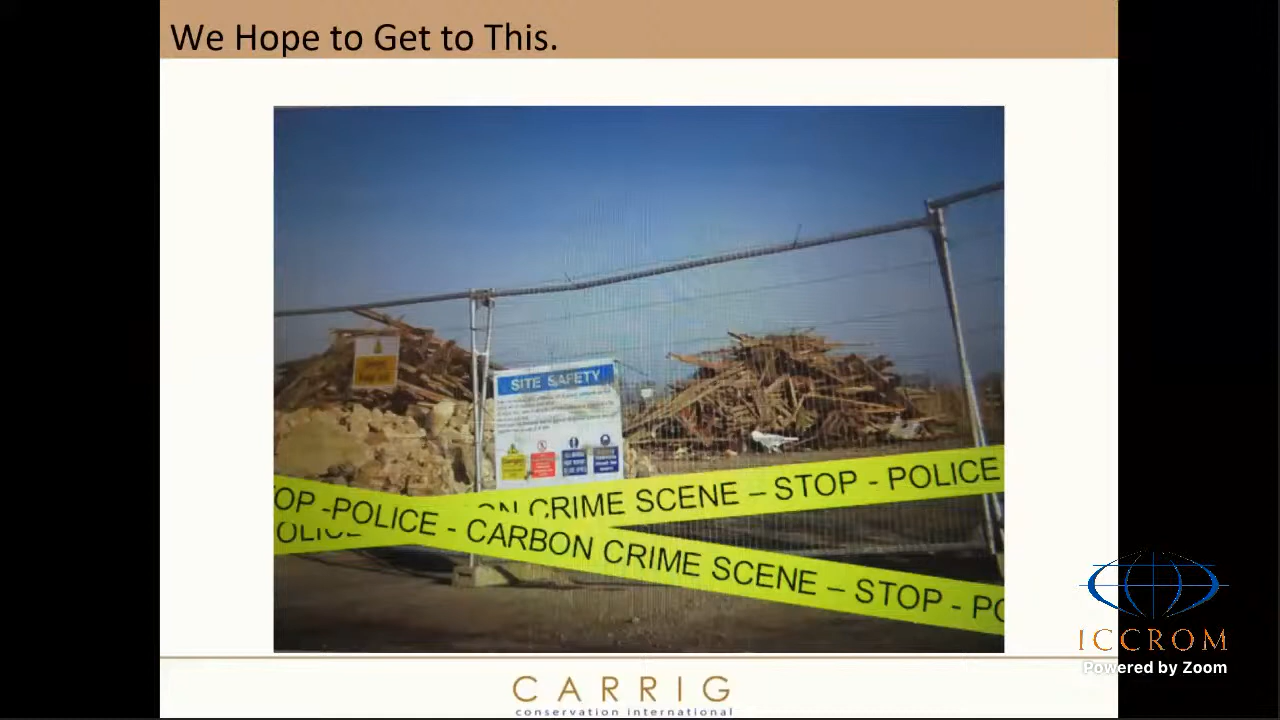 We Hope to Get to This.
SITE SAFETY
ON CRIME SCENE – STOP - POLICE
OP -POLICE - CARBON CRIME SCENE – STOP - PO
OLICE
ICCROM
Powered by Zoom
CARRIG
conservation international